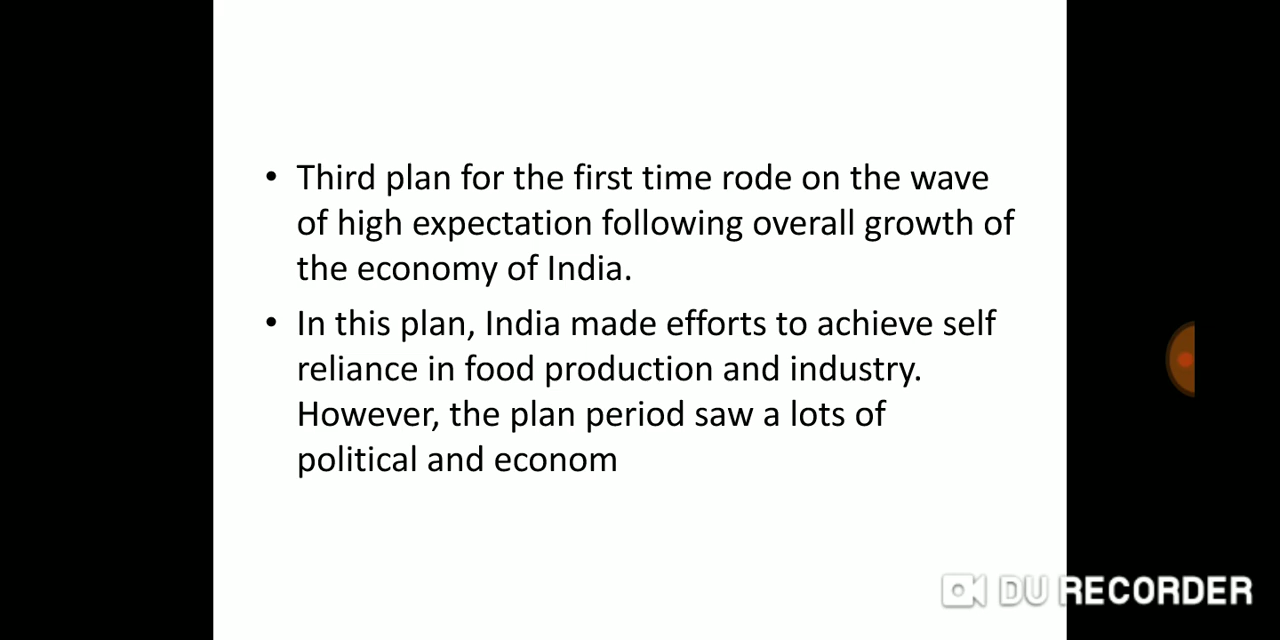 • Third plan for the first time rode on the wave
of high expectation following overall growth of
the economy of India.
• In this plan, India made efforts to achieve self
reliance in food production and industry.
However, the plan period saw a lots of
political and econom
DU RECORDER